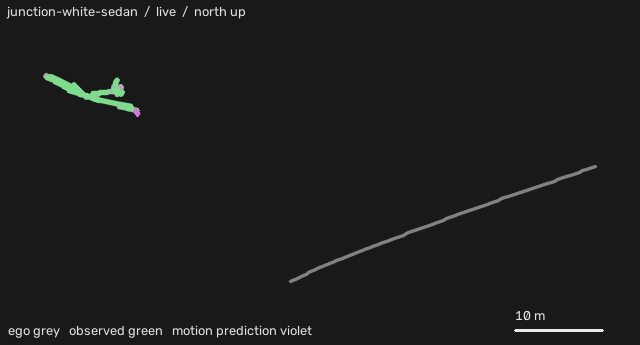 junction-white-sedan / live / north up
10 m
ego grey observed green motion prediction violet